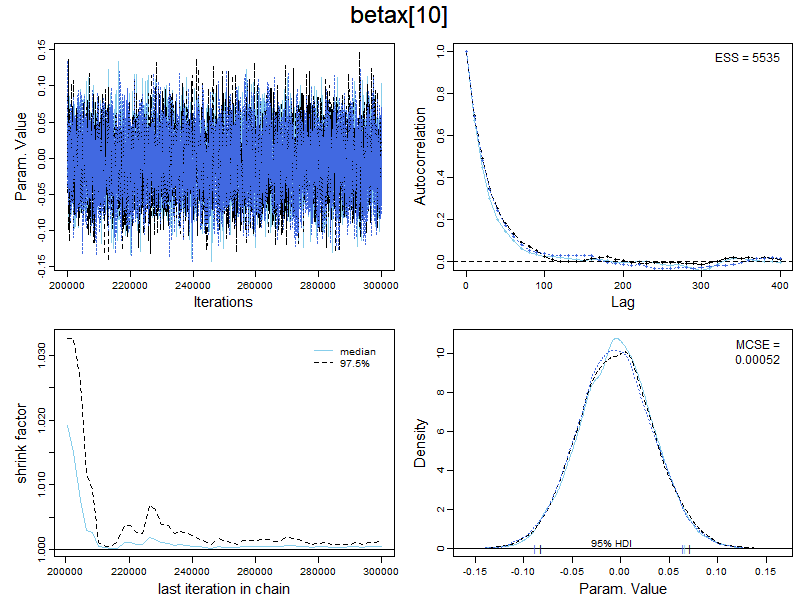 betax[10]
Param. Value
0.15
0.10
0.05
0.00
-0.05
-0.10
-0.15
200000 220000 240000 260000 280000 300000
Iterations
ESS = 5535
Autocorrelation
1.0
0.8
0.6
0.4
0.2
0.0
0 100 200 300 400
Lag
median
97.5%
shrink factor
1.030
1.020
1.010
1.000
200000 220000 240000 260000 280000 300000
last iteration in chain
MCSE =
0.00052
Density
10
8
6
4
2
0
95% HDI
-0.15 -0.10 -0.05 0.00 0.05 0.10 0.15
Param. Value